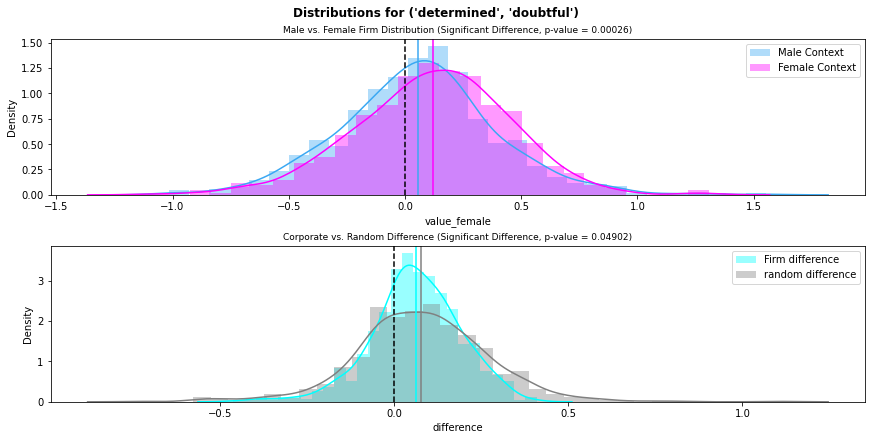 Distributions for ('determined', 'doubtful')
Male vs. Female Firm Distribution (Significant Difference, p-value = 0.00026)
1.50
1.25
1.00
0.75
0.50
0.25
0.00
Density
Male Context
Female Context
−1.5 −1.0 −0.5 0.0 0.5 1.0 1.5
value_female
Corporate vs. Random Difference (Significant Difference, p-value = 0.04902)
3
2
1
0
Density
Firm difference
random difference
−0.5 0.0 0.5 1.0
difference